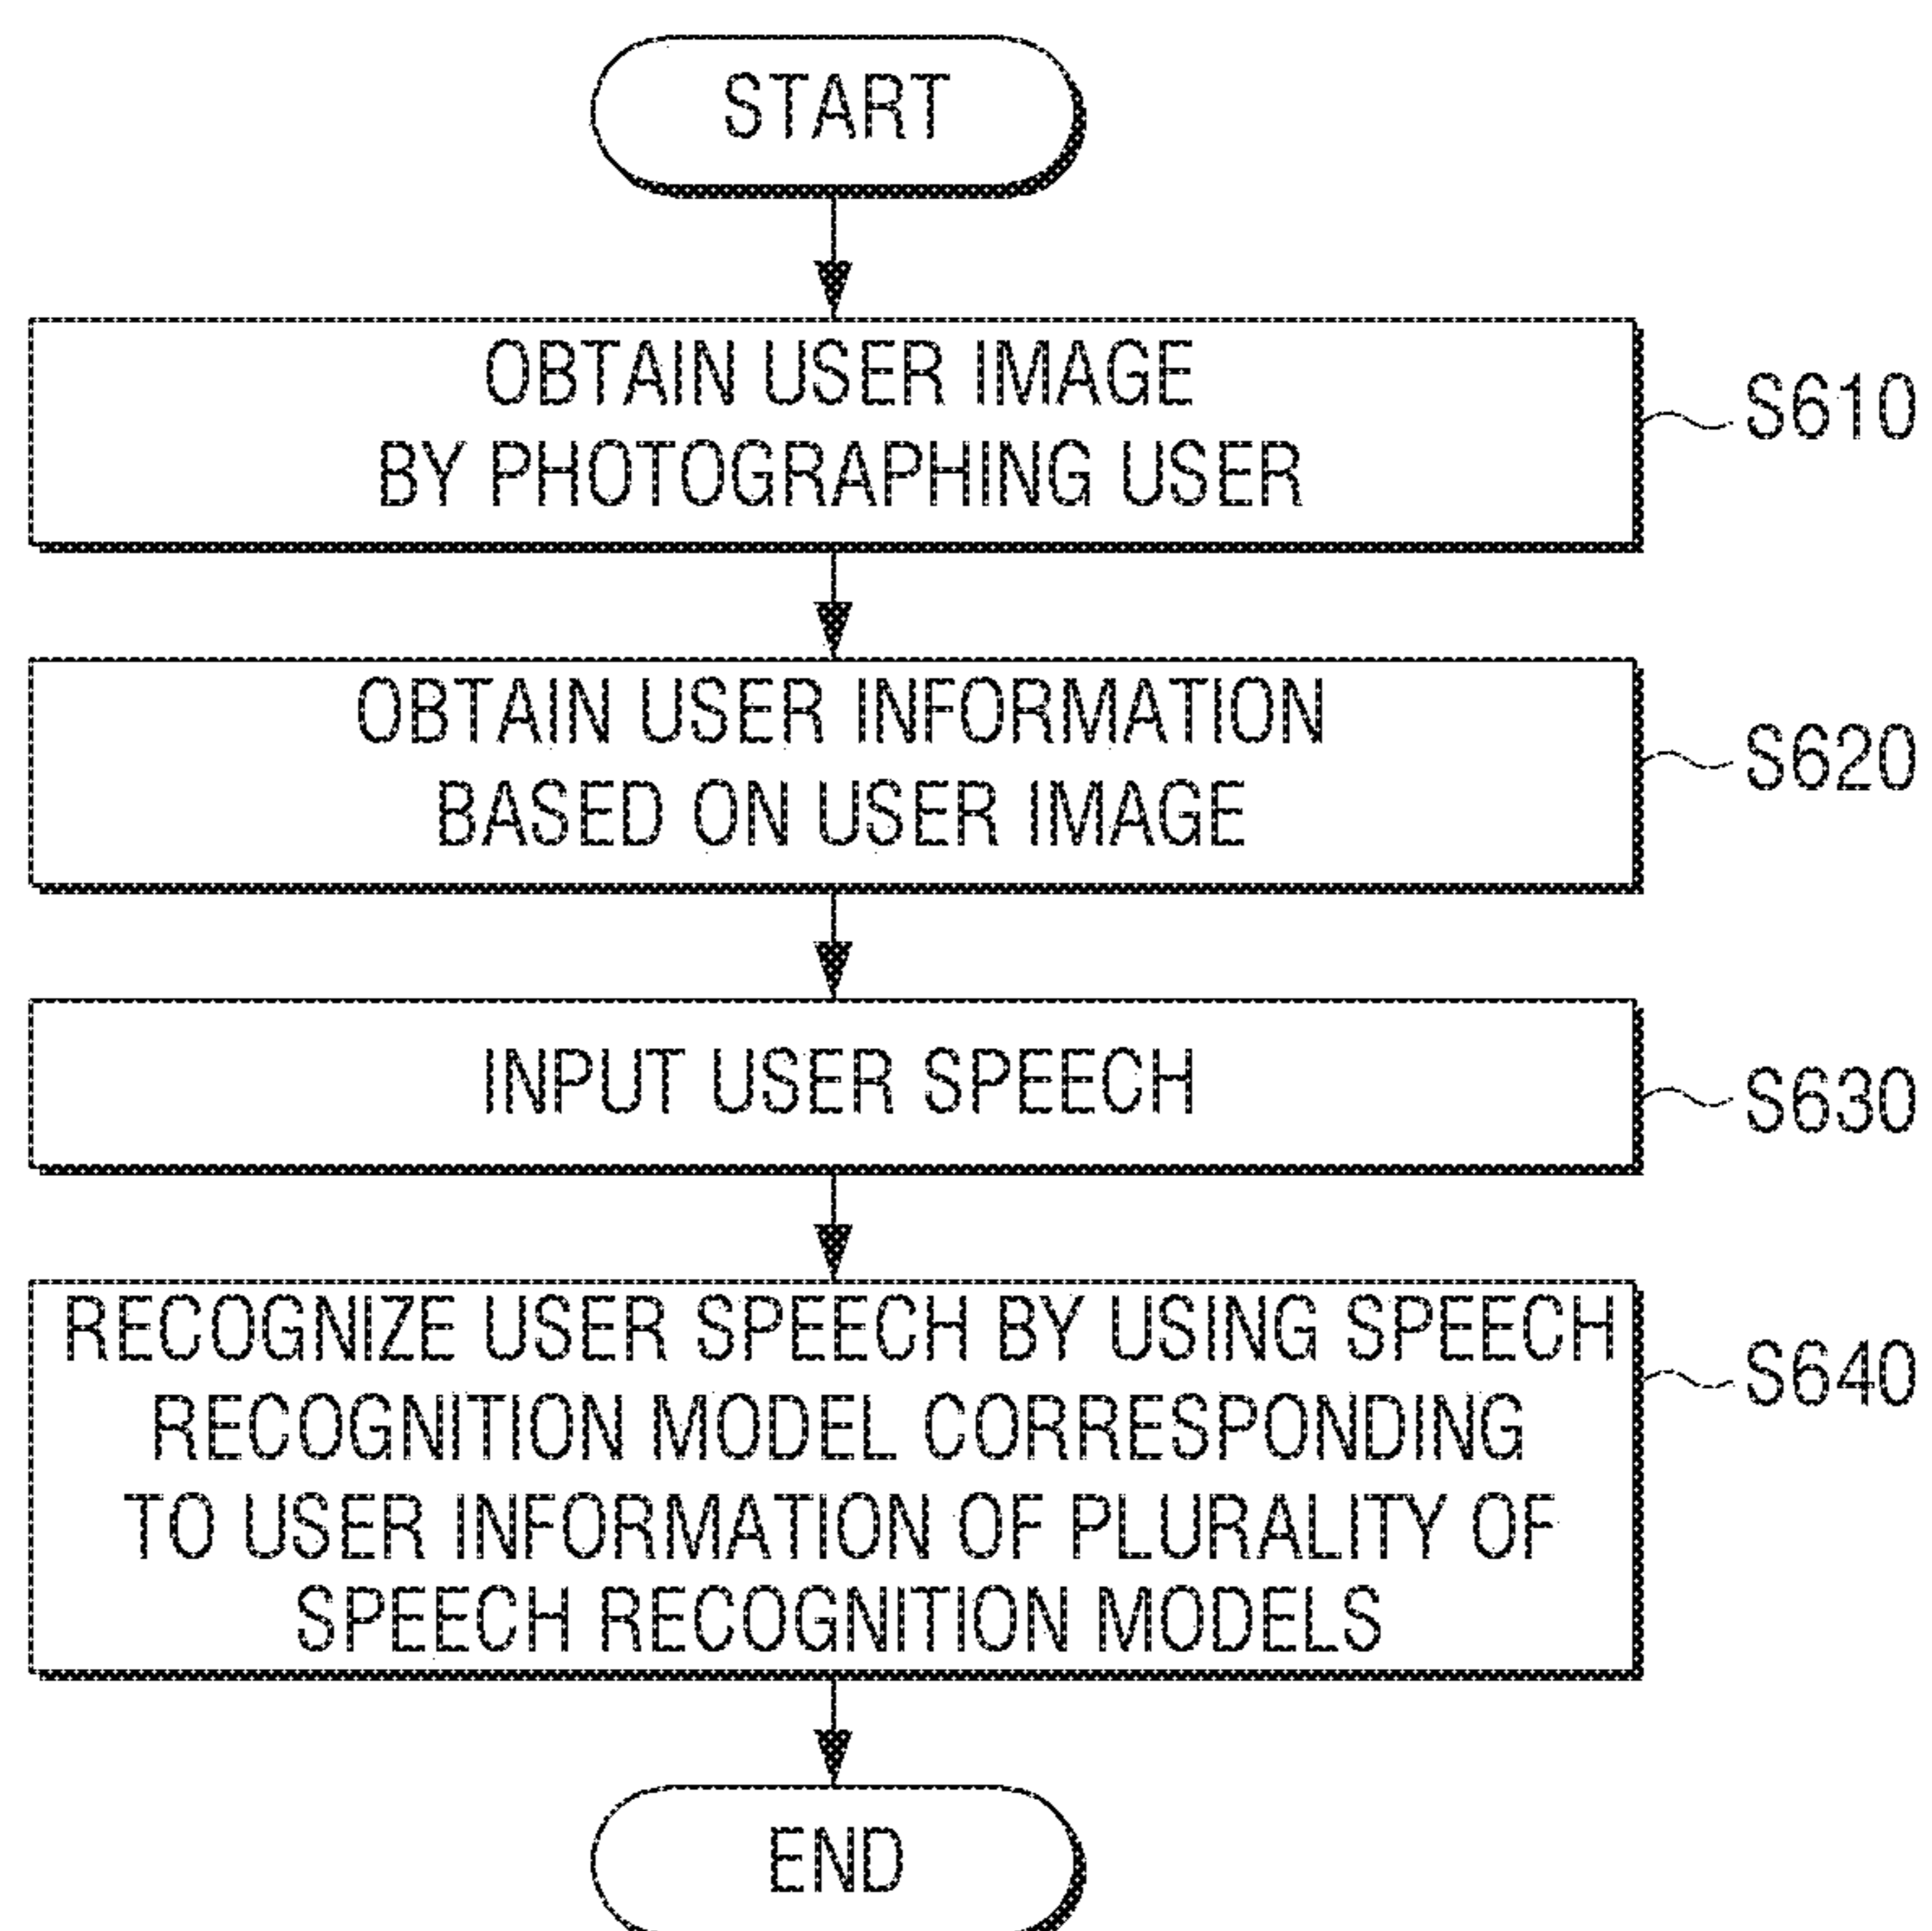 START
OBTAIN USER IMAGE
BY PHOTOGRAPHING USER
S610
OBTAIN USER INFORMATION
BASED ON USER IMAGE
S620
INPUT USER SPEECH
S630
RECOGNIZE USER SPEECH BY USING SPEECH
RECOGNITION MODEL CORRESPONDING
TO USER INFORMATION OF PLURALITY OF
SPEECH RECOGNITION MODELS
S640
END